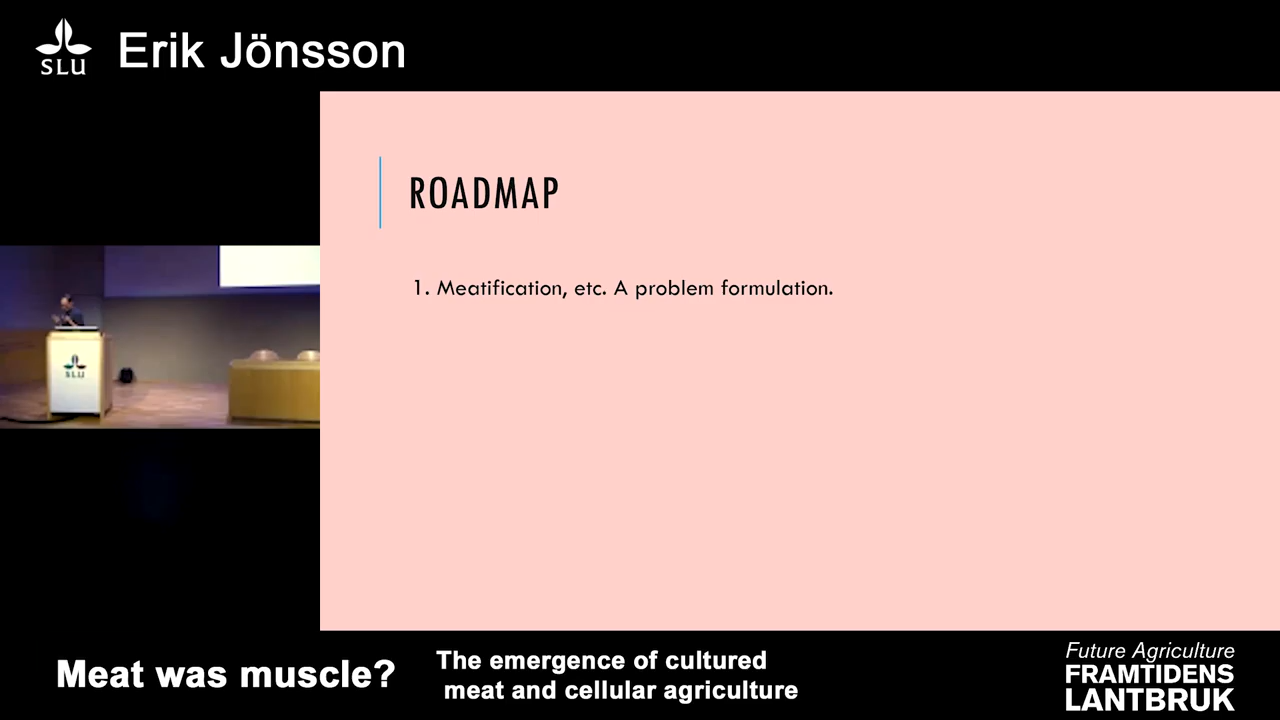 SLU
Erik Jönsson
ROADMAP
1. Meatification, etc. A problem formulation.
SLU
Meat was muscle?
The emergence of cultured
meat and cellular agriculture
Future Agriculture
FRAMTIDENS
LANTBRUK